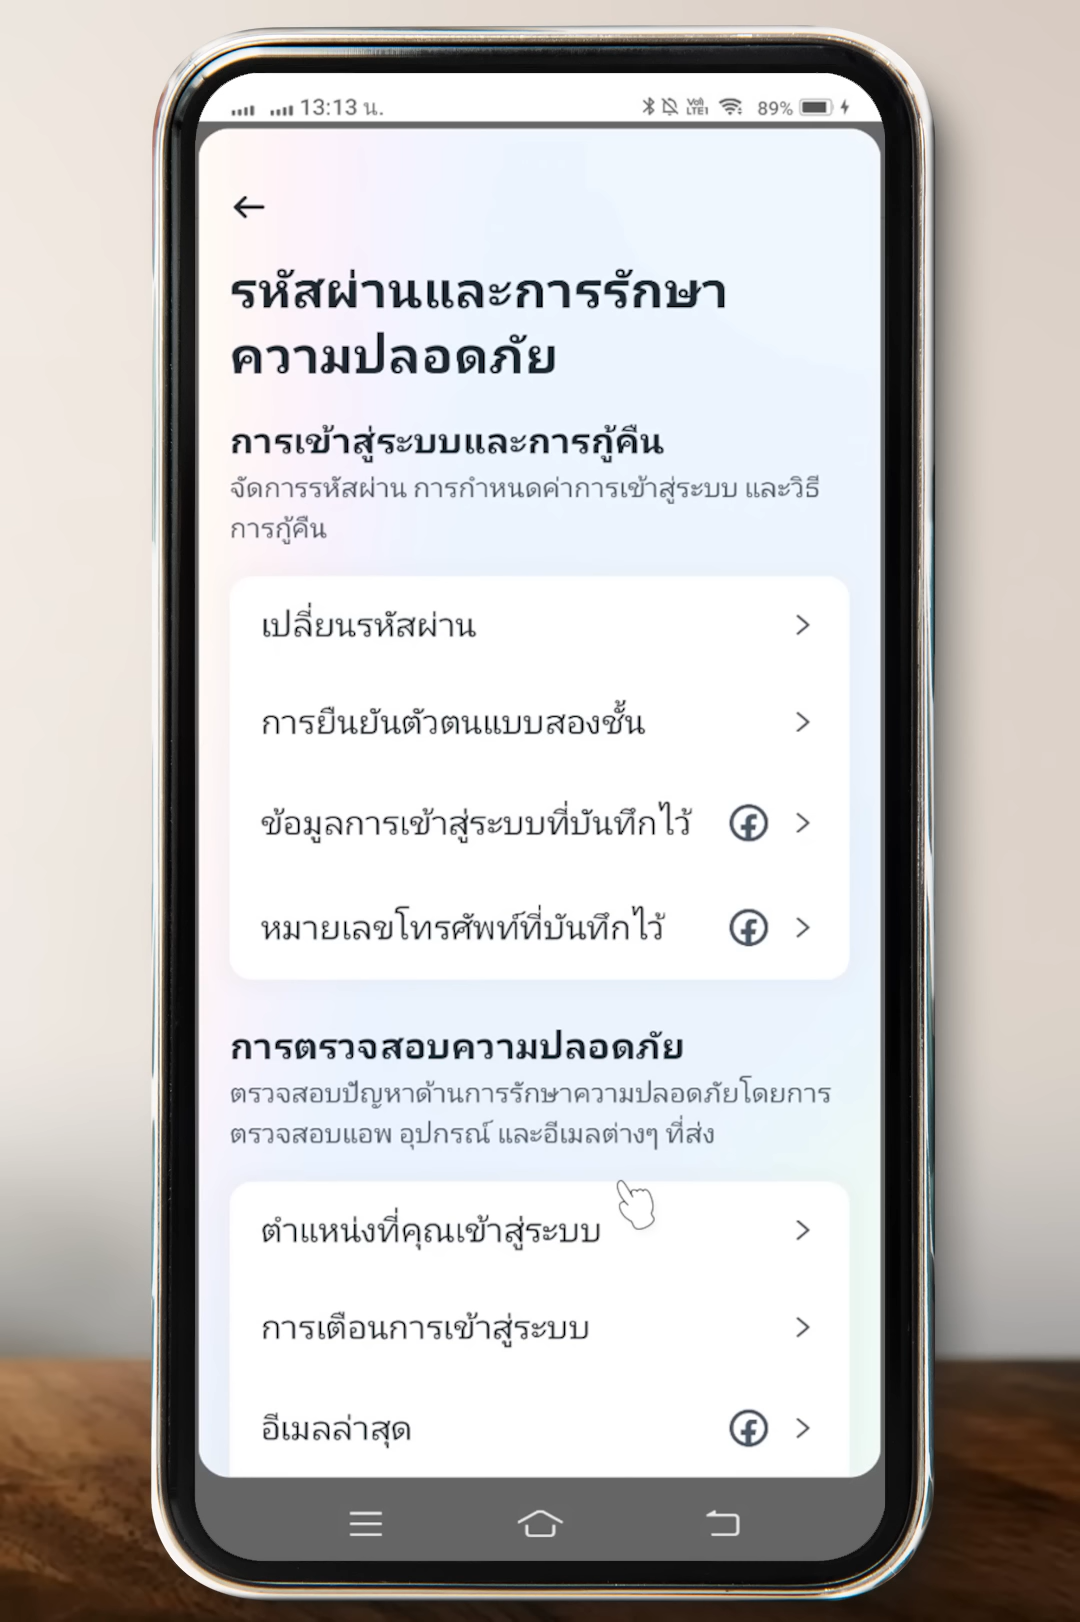 13:13 น. 89%
รหัสผ่านและการรักษา
ความปลอดภัย
การเข้าสู่ระบบและการกู้คืน
จัดการรหัสผ่าน การกำหนดค่าการเข้าสู่ระบบ และวิธี
การกู้คืน
เปลี่ยนรหัสผ่าน
การยืนยันตัวตนแบบสองชั้น
ข้อมูลการเข้าสู่ระบบที่บันทึกไว้
หมายเลขโทรศัพท์ที่บันทึกไว้
การตรวจสอบความปลอดภัย
ตรวจสอบปัญหาด้านการรักษาความปลอดภัยโดยการ
ตรวจสอบแอพ อุปกรณ์ และอีเมลต่างๆ ที่ส่ง
ตำแหน่งที่คุณเข้าสู่ระบบ
การเตือนการเข้าสู่ระบบ
อีเมลล่าสุด